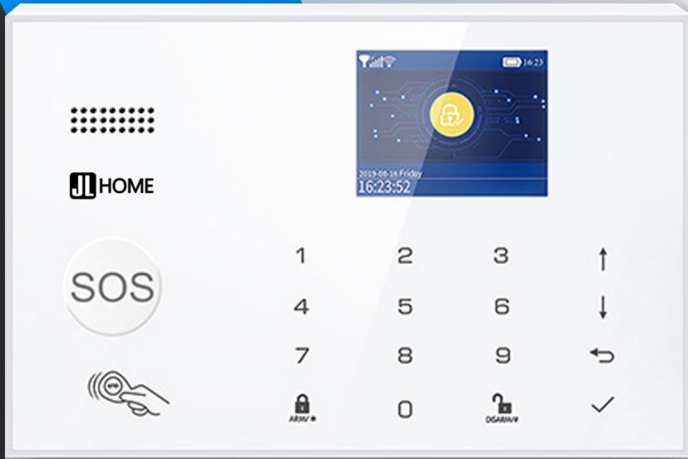 16:23
2019-08-16 Friday
16:23:52
JL HOME
SOS
1 2 3
4 5 6
7 8 9
ARM/*
0
DISARM/#